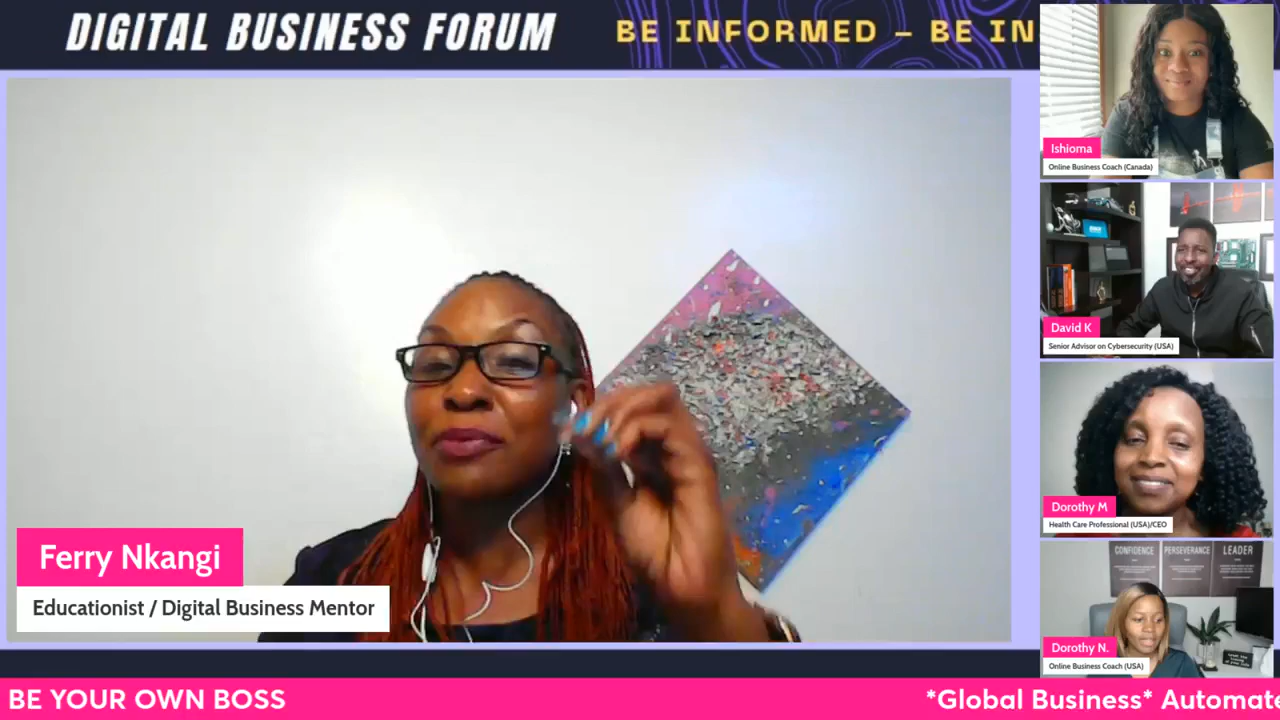 DIGITAL BUSINESS FORUM
BE INFORMED – BE IN
Ferry Nkangi
Educationist / Digital Business Mentor
Ishioma
Online Business Coach (Canada)
David K
Senior Advisor on Cybersecurity (USA)
Dorothy M
Health Care Professional (USA)/CEO
CONFIDENCE
PERSEVERANCE
LEADER
Dorothy N.
Online Business Coach (USA)
BE YOUR OWN BOSS
*Global Business* Automate